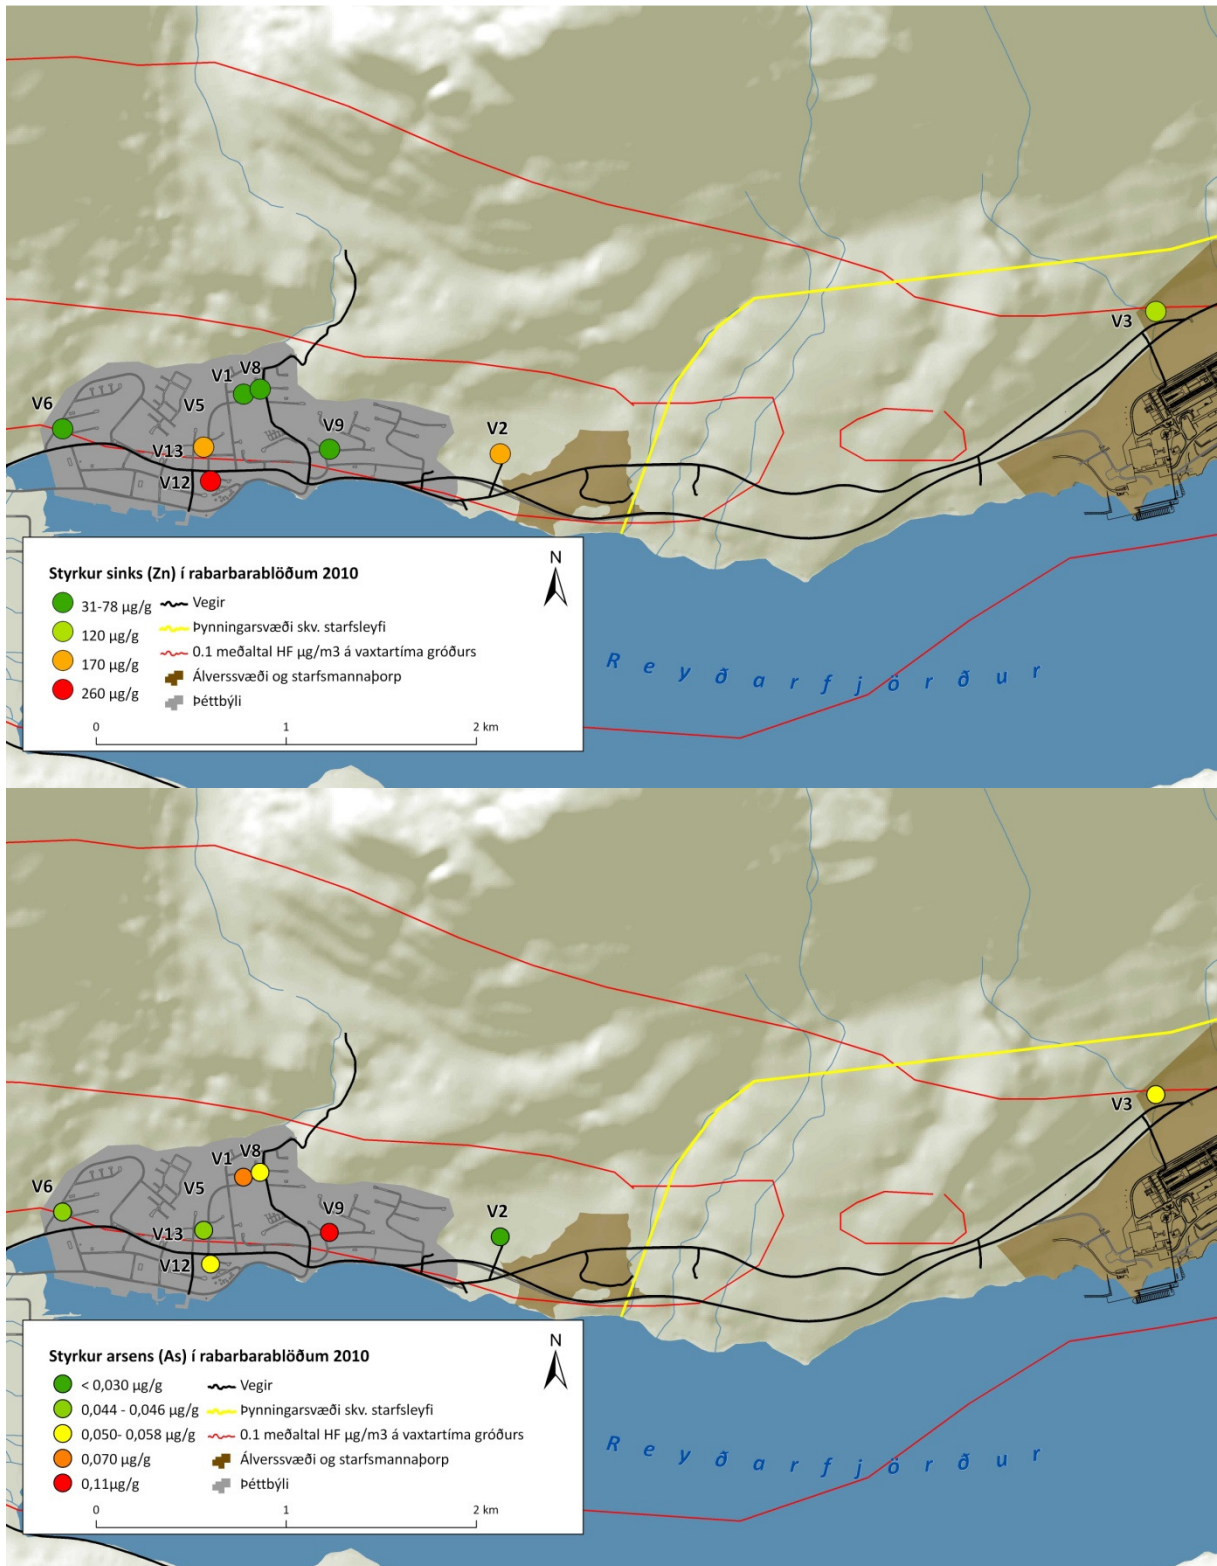 V3
V1
V8
V6
V5
V9
V2
V13
V12
Styrkur sinks (Zn) í rabarbarablöðum 2010
N
31-78 µg/g
Vegir
120 µg/g
Þynningarsvæði skv. starfsleyfi
170 µg/g
0.1 meðaltal HF µg/m3 á vaxtartíma gróðurs
260 µg/g
Álverssvæði og starfsmannaþorp
Þéttbýli
0 1 2 km
Reyðarfjörður
V3
V1
V8
V6
V5
V9
V2
V13
V12
Styrkur arsens (As) í rabarbarablöðum 2010
N
< 0,030 µg/g
Vegir
0,044 - 0,046 µg/g
Þynningarsvæði skv. starfsleyfi
0,050- 0,058 µg/g
0.1 meðaltal HF µg/m3 á vaxtartíma gróðurs
0,070 µg/g
Álverssvæði og starfsmannaþorp
0,11µg/g
Þéttbýli
0 1 2 km
Reyðarfjörður